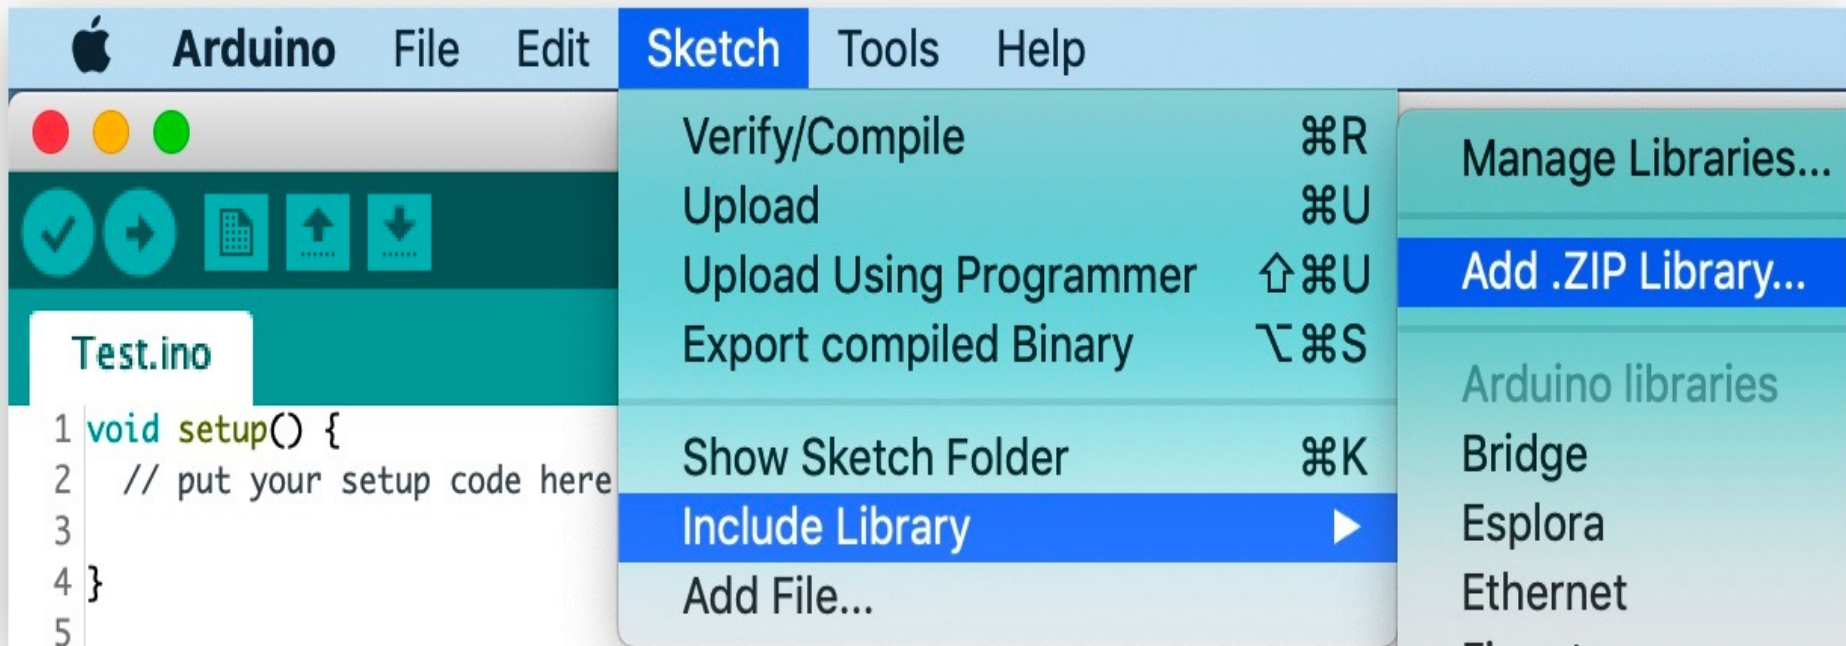 Arduino File Edit Sketch Tools Help
Verify/Compile ⌘R
Upload ⌘U
Upload Using Programmer ⇧⌘U
Export compiled Binary ⌥⌘S
Show Sketch Folder ⌘K
Include Library ▶
Add File...
Manage Libraries...
Add .ZIP Library...
Arduino libraries
Bridge
Esplora
Ethernet
Test.ino
1 void setup() {
2 // put your setup code here
3
4 }
5